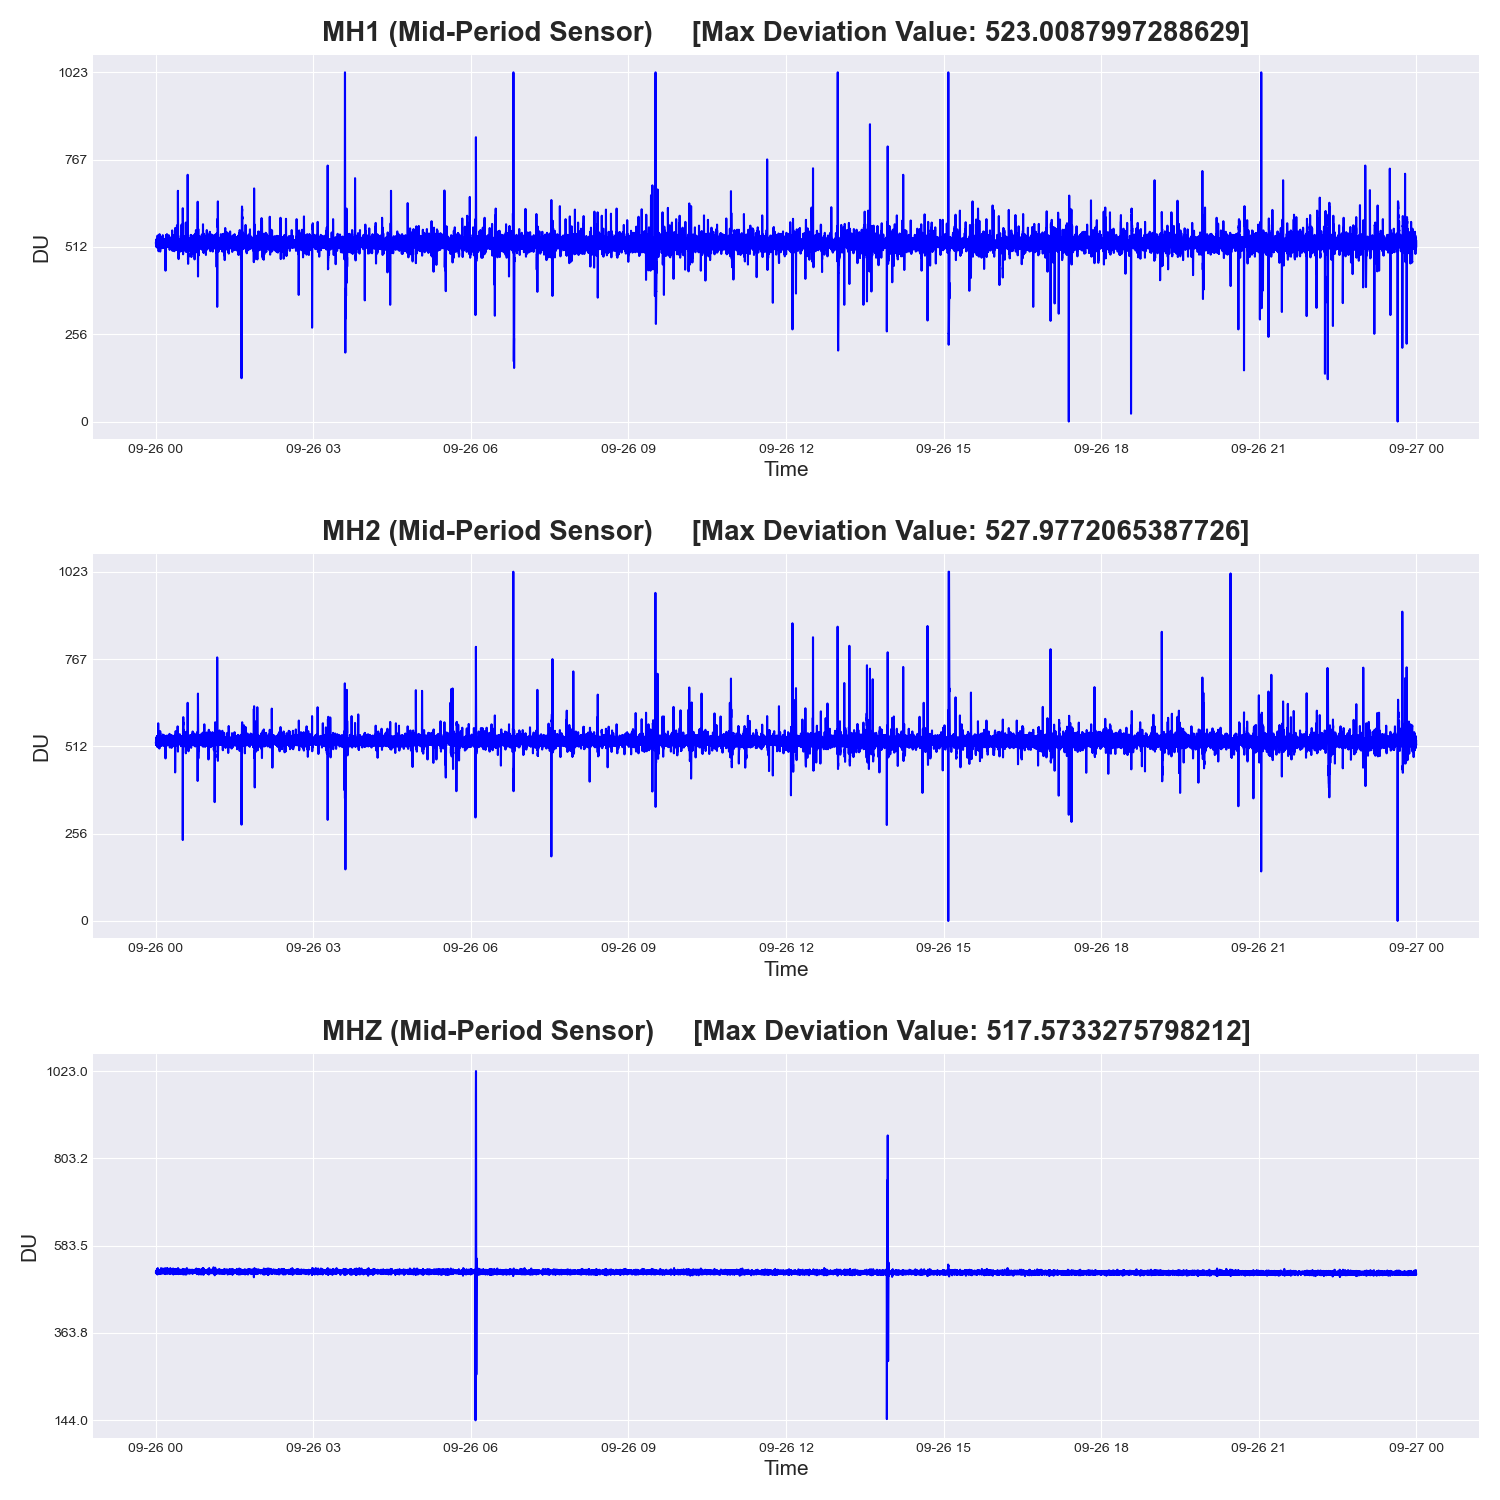 MH1 (Mid-Period Sensor) [Max Deviation Value: 523.0087997288629]
1023
767
512
256
0
DU
09-26 00 09-26 03 09-26 06 09-26 09 09-26 12 09-26 15 09-26 18 09-26 21 09-27 00
Time
MH2 (Mid-Period Sensor) [Max Deviation Value: 527.9772065387726]
1023
767
512
256
0
DU
09-26 00 09-26 03 09-26 06 09-26 09 09-26 12 09-26 15 09-26 18 09-26 21 09-27 00
Time
MHZ (Mid-Period Sensor) [Max Deviation Value: 517.5733275798212]
1023.0
803.2
583.5
363.8
144.0
DU
09-26 00 09-26 03 09-26 06 09-26 09 09-26 12 09-26 15 09-26 18 09-26 21 09-27 00
Time